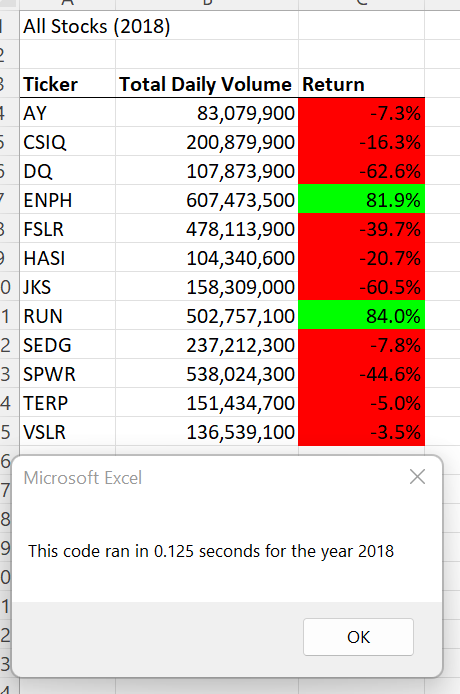 All Stocks (2018)
Ticker Total Daily Volume Return
AY 83,079,900 -7.3%
CSIQ 200,879,900 -16.3%
DQ 107,873,900 -62.6%
ENPH 607,473,500 81.9%
FSLR 478,113,900 -39.7%
HASI 104,340,600 -20.7%
JKS 158,309,000 -60.5%
RUN 502,757,100 84.0%
SEDG 237,212,300 -7.8%
SPWR 538,024,300 -44.6%
TERP 151,434,700 -5.0%
VSLR 136,539,100 -3.5%
Microsoft Excel
This code ran in 0.125 seconds for the year 2018
OK